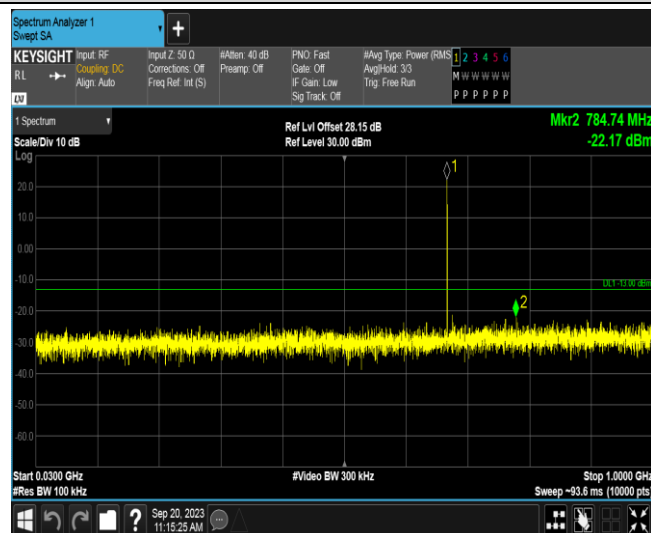 Spectrum Analyzer 1
Swept SA
KEYSIGHT Input: RF Input Z: 50 Ω #Atten: 40 dB PNO: Fast #Avg Type: Power (RMS 1 2 3 4 5 6
RL Coupling: DC Corrections: Off Preamp: Off Gate: Off Avg|Hold: 3/3 M W W W W W
Align: Auto Freq Ref: Int (S) IF Gain: Low Trig: Free Run
LXI Sig Track: Off P P P P P P
1 Spectrum Ref Lvl Offset 28.15 dB Mkr2 784.74 MHz
Scale/Div 10 dB Ref Level 30.00 dBm -22.17 dBm
Log
1
20.0
10.0
0.00
-10.0
DL1 -13.00 dBm
-20.0
2
-30.0
-40.0
-50.0
-60.0
Start 0.0300 GHz #Video BW 300 kHz Stop 1.0000 GHz
#Res BW 100 kHz Sweep ~93.6 ms (10000 pts)
? Sep 20, 2023
11:15:25 AM